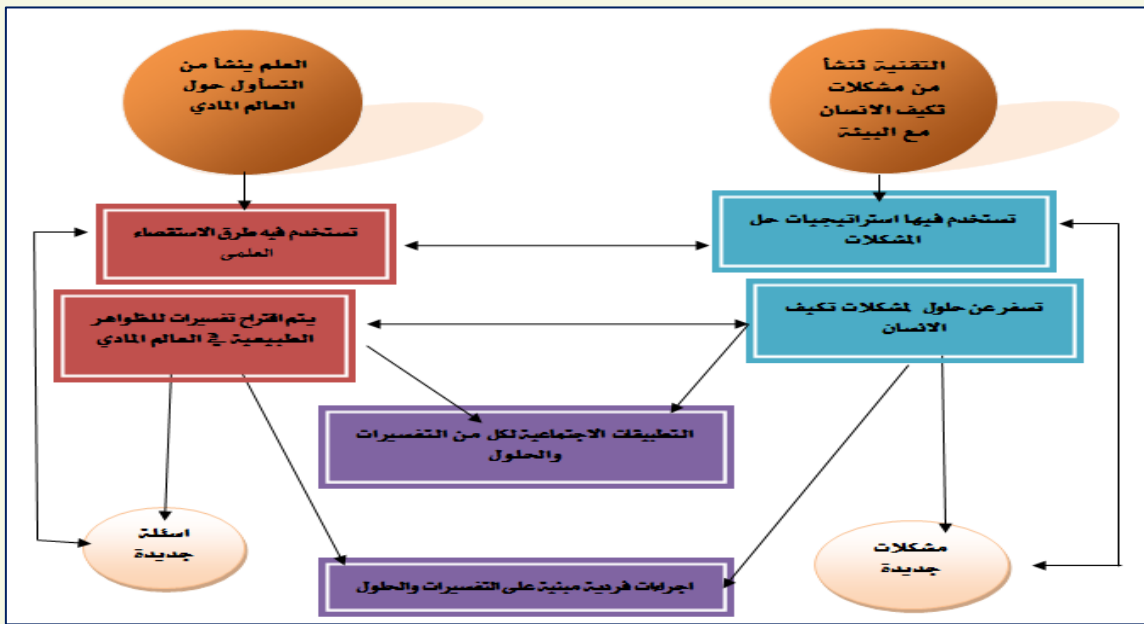 التقنية تنشأ
من مشكلات
تكيف الانسان
مع البيئة
العلم ينشأ من
التساؤل حول
العالم المادي
تستخدم فيها استراتيجيات حل
المشكلات
تستخدم فيه طرق الاستقصاء
العلمى
تسفر عن حلول لمشكلات تكيف
الانسان
يتم اقتراح تفسيرات للظواهر
الطبيعية في العالم المادي
التطبيقات الاجتماعية لكل من التفسيرات
والحلول
مشكلات
جديدة
اسئلة
جديدة
اجراءات فردية مبنية على التفسيرات والحلول